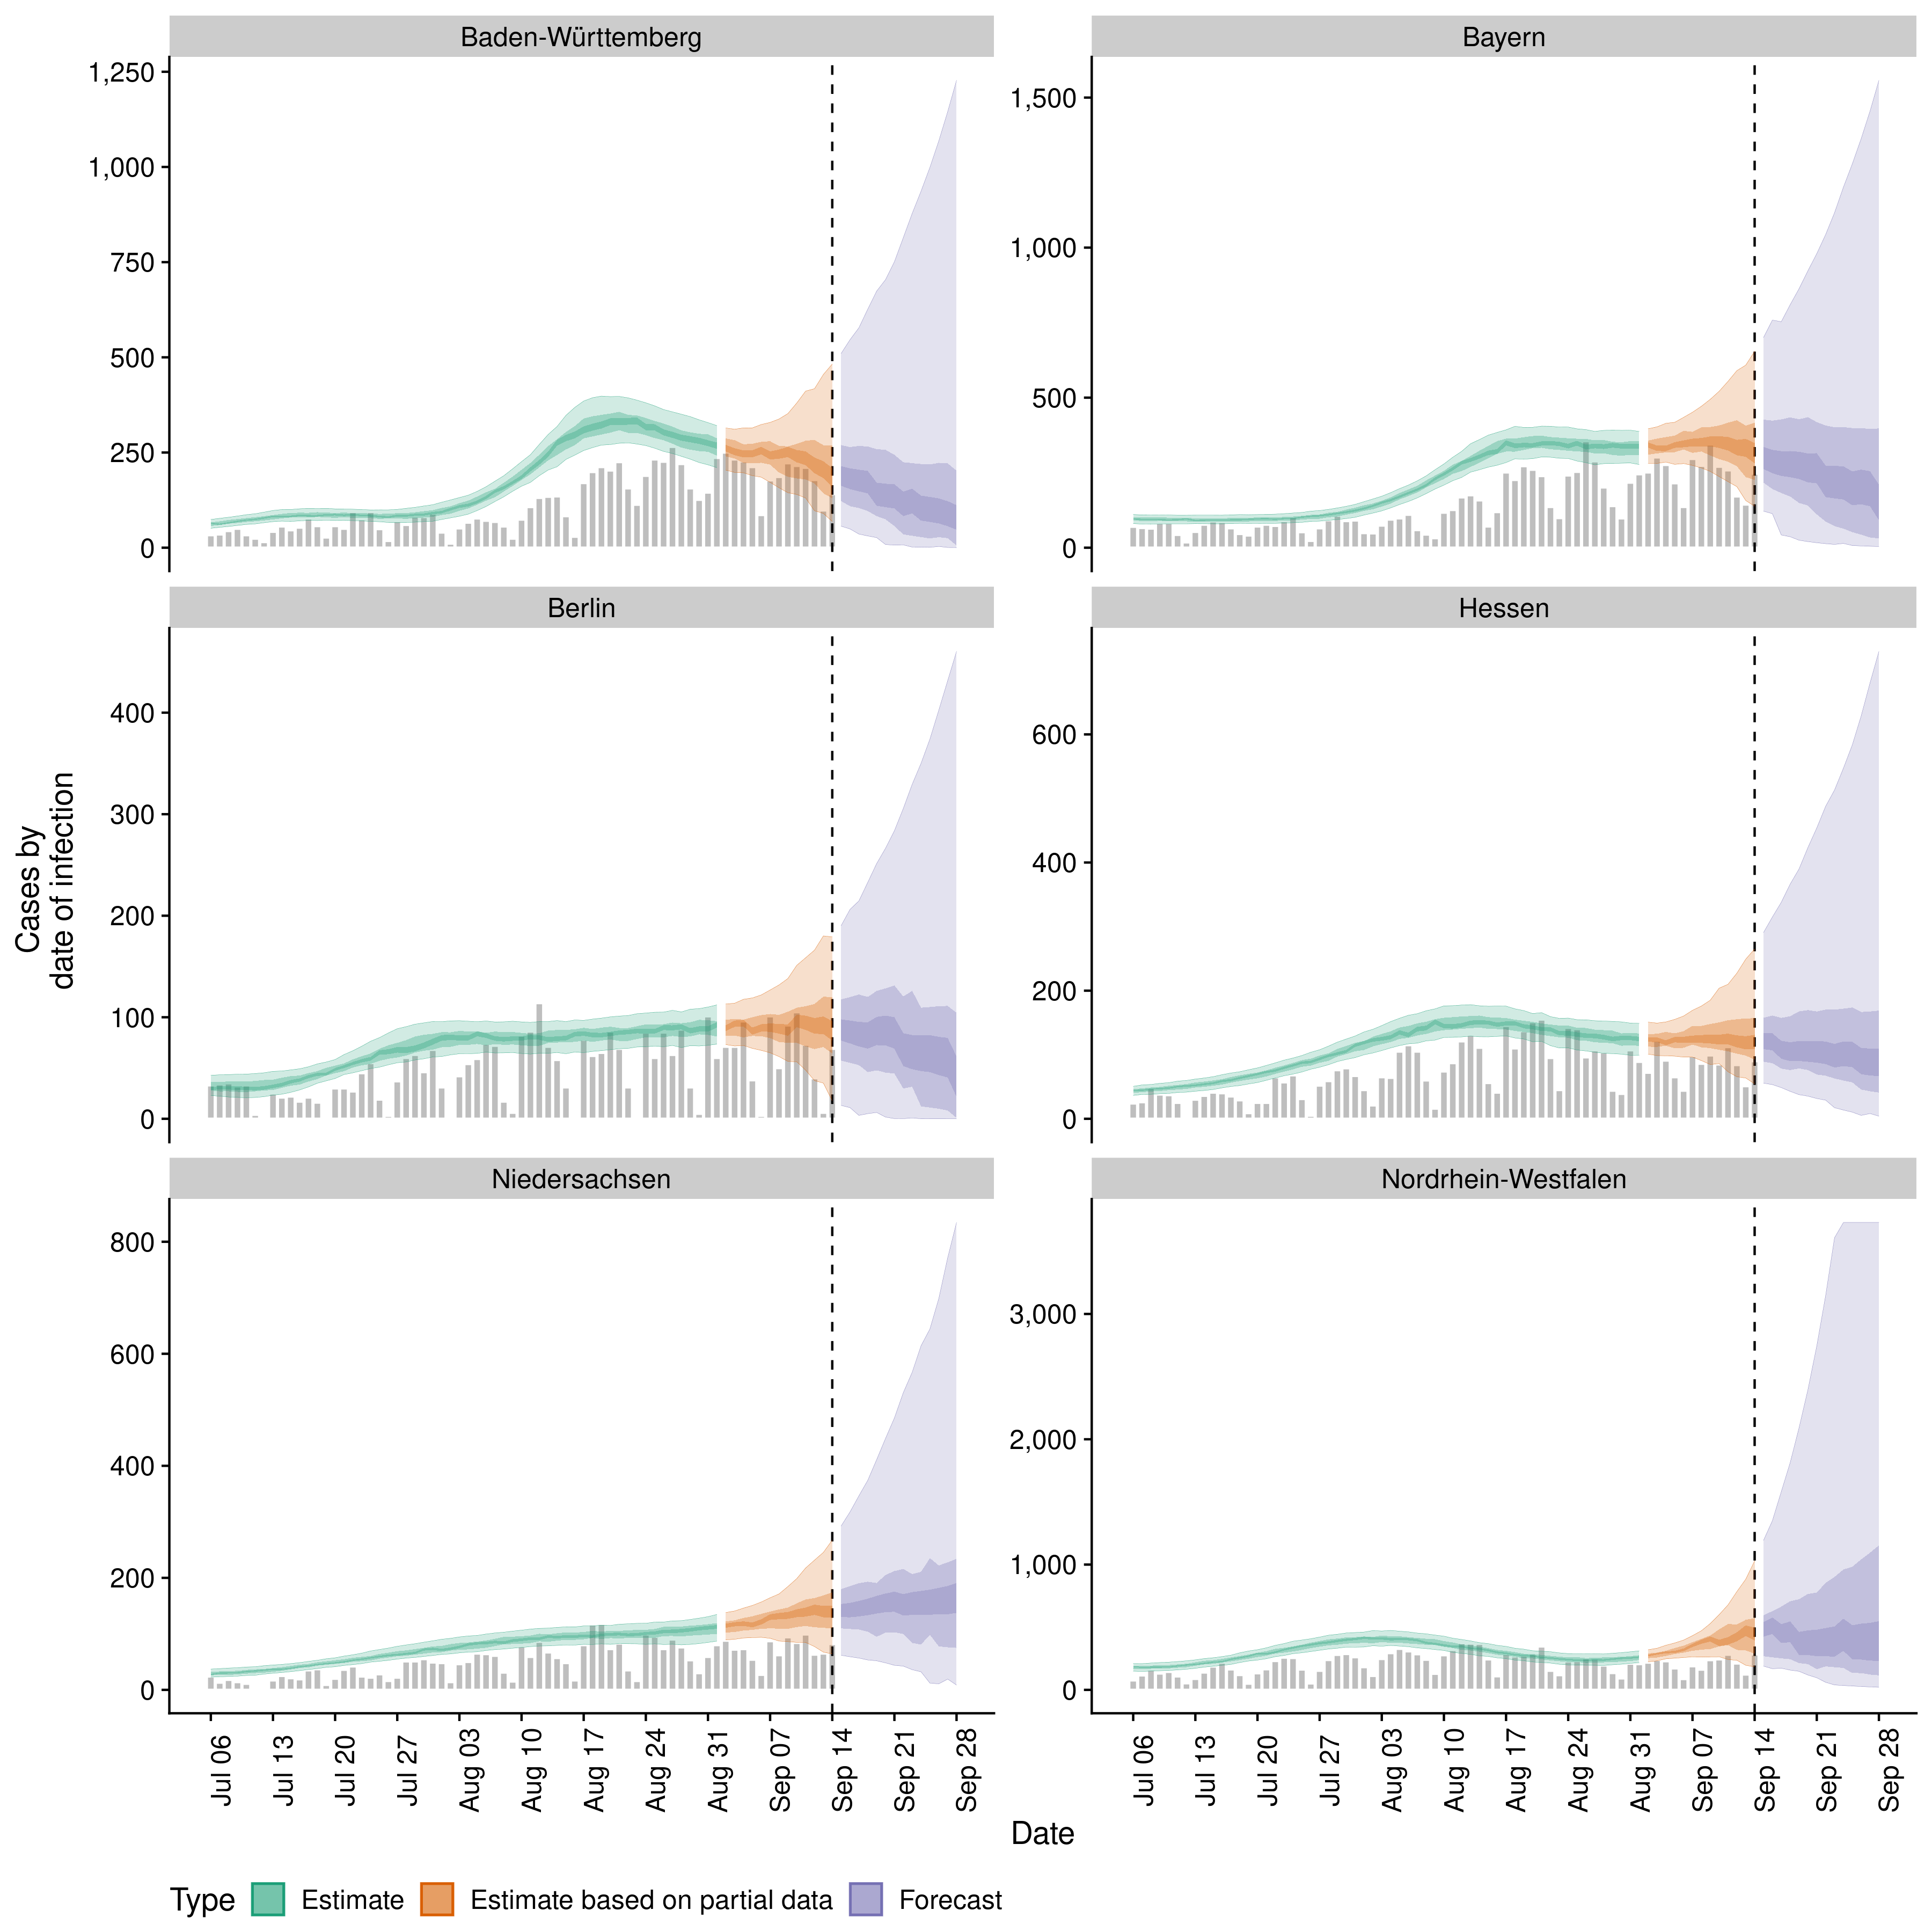 Baden-Württemberg
Bayern
1,250
1,000
750
500
250
0
1,500
1,000
500
0
Berlin
Hessen
400
300
200
100
0
600
400
200
0
Niedersachsen
Nordrhein-Westfalen
800
600
400
200
0
3,000
2,000
1,000
0
Cases by
date of infection
Jul 06
Jul 13
Jul 20
Jul 27
Aug 03
Aug 10
Aug 17
Aug 24
Aug 31
Sep 07
Sep 14
Sep 21
Sep 28
Jul 06
Jul 13
Jul 20
Jul 27
Aug 03
Aug 10
Aug 17
Aug 24
Aug 31
Sep 07
Sep 14
Sep 21
Sep 28
Date
Type Estimate Estimate based on partial data Forecast